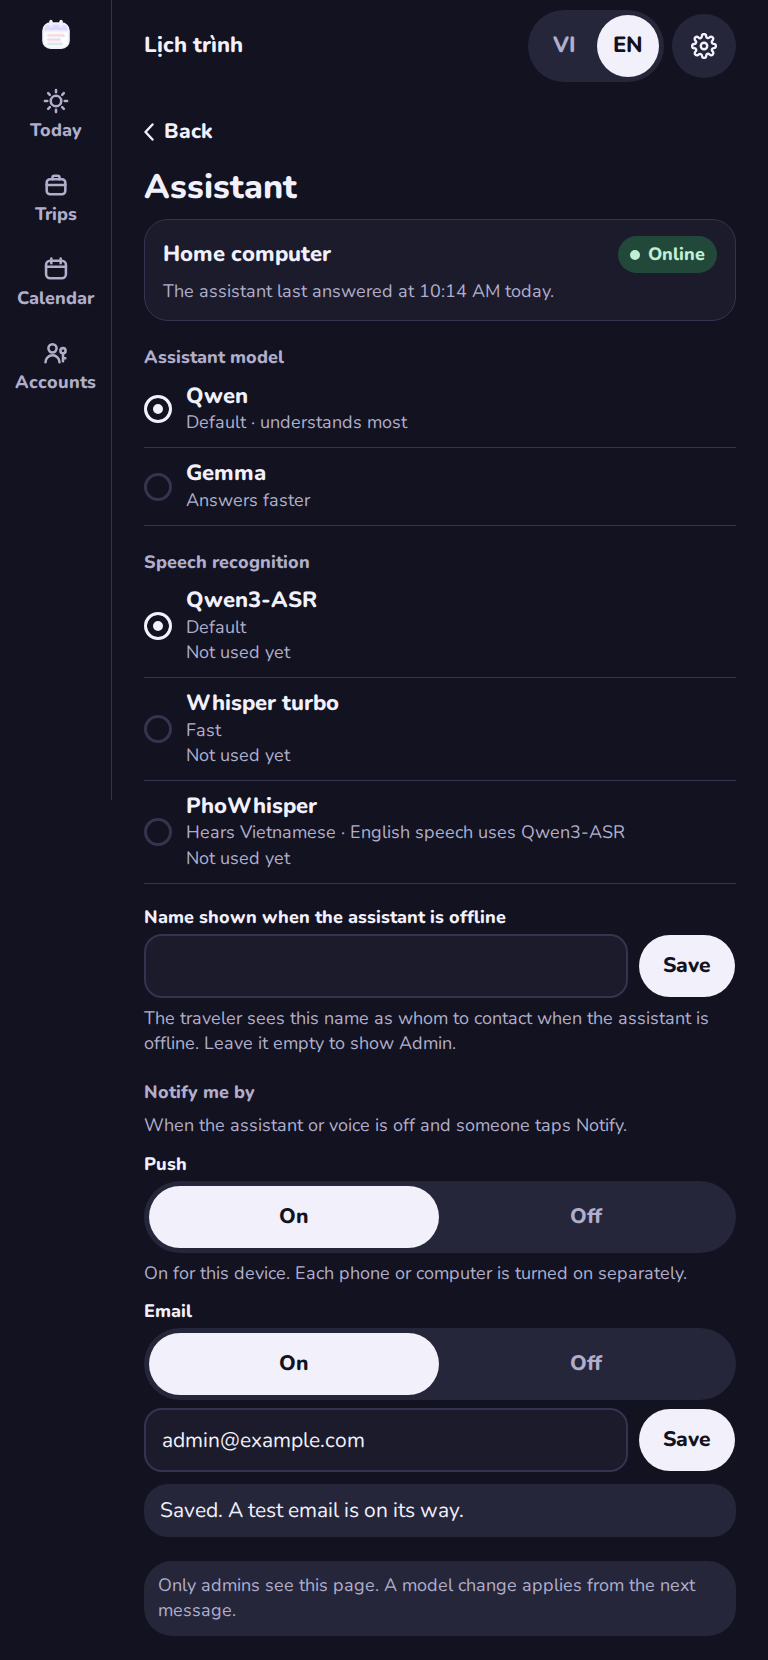 Lịch trình
VI
EN
Today
Trips
Calendar
Accounts
Back
Assistant
Home computer
Online
The assistant last answered at 10:14 AM today.
Assistant model
Qwen
Default · understands most
Gemma
Answers faster
Speech recognition
Qwen3-ASR
Default
Not used yet
Whisper turbo
Fast
Not used yet
PhoWhisper
Hears Vietnamese · English speech uses Qwen3-ASR
Not used yet
Name shown when the assistant is offline
Save
The traveler sees this name as whom to contact when the assistant is
offline. Leave it empty to show Admin.
Notify me by
When the assistant or voice is off and someone taps Notify.
Push
On
Off
On for this device. Each phone or computer is turned on separately.
Email
On
Off
admin@example.com
Save
Saved. A test email is on its way.
Only admins see this page. A model change applies from the next
message.